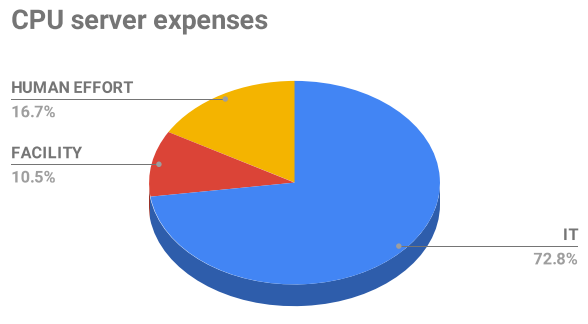 CPU server expenses
HUMAN EFFORT
16.7%
FACILITY
10.5%
IT
72.8%